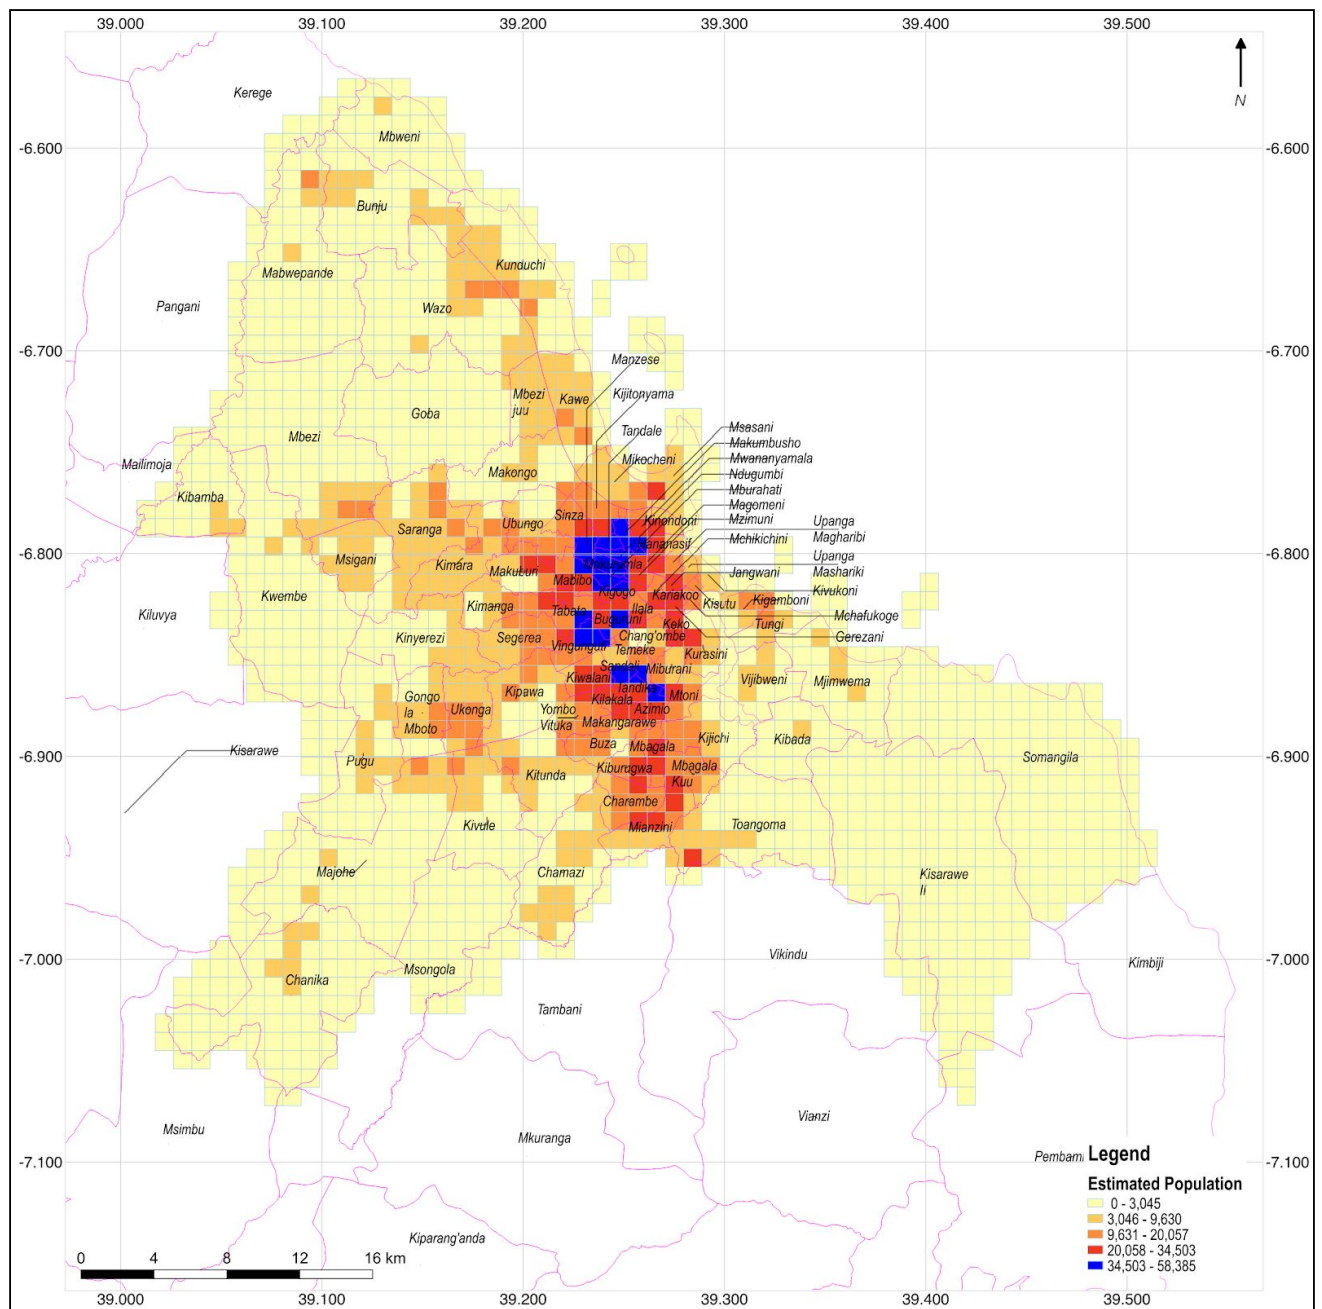 39.000 39.100 39.200 39.300 39.400 39.500
N
Kerege
-6.600 -6.600
Mbweni
Bunju
Kunduchi
Mabwepande
Pangani
Wazo
-6.700 -6.700
Manzese
Kijitonyama
Mbezi
juu
Kawe
Goba
Tandale
Msasani
Mbezi
Makumbusho
Mikocheni
Mwananyamala
Mailimoja
Makongo
Ndugumbi
Kibamba
Mburahati
Magomeni
Sinza
Kinondoni
Mzimuni
Upanga
Magharibi
Saranga
Ubungo
Mchikichini
Hananasif
-6.800 -6.800
Upanga
Mashariki
Msigani
Kimara
Makuburi
Makurumla
Jangwani
Mabibo
Kivukoni
Kwembe
Kigogo
Kariakoo
Kisutu
Kigamboni
Kimanga
Tabata
Ilala
Mchafukoge
Kiluvya
Buguruni
Keko
Tungi
Kinyerezi
Segerea
Chang'ombe
Gerezani
Vingunguti
Temeke
Kurasini
Sandali
Miburani
Kiwalani
Vijibweni
Mjimwema
Kipawa
Tandika
Mtoni
Gongo
la
Mboto
Kilakala
Ukonga
Yombo
Vituka
Azimio
Makangarawe
Kijichi
Kibada
Buza
Mbagala
Kisarawe
Somangila
-6.900 -6.900
Pugu
Kiburugwa
Mbagala
Kuu
Kitunda
Charambe
Kivule
Mianzini
Toangoma
Majohe
Chamazi
Kisarawe
II
Vikindu
Kimbiji
-7.000 -7.000
Msongola
Chanika
Tambani
Vianzi
Msimbu
Mkuranga
Pembam
-7.100 -7.100
Legend
Estimated Population
0 - 3,045
3,046 - 9,630
9,631 - 20,057
20,058 - 34,503
34,503 - 58,385
Kiparang'anda
0 4 8 12 16 km
39.000 39.100 39.200 39.300 39.400 39.500